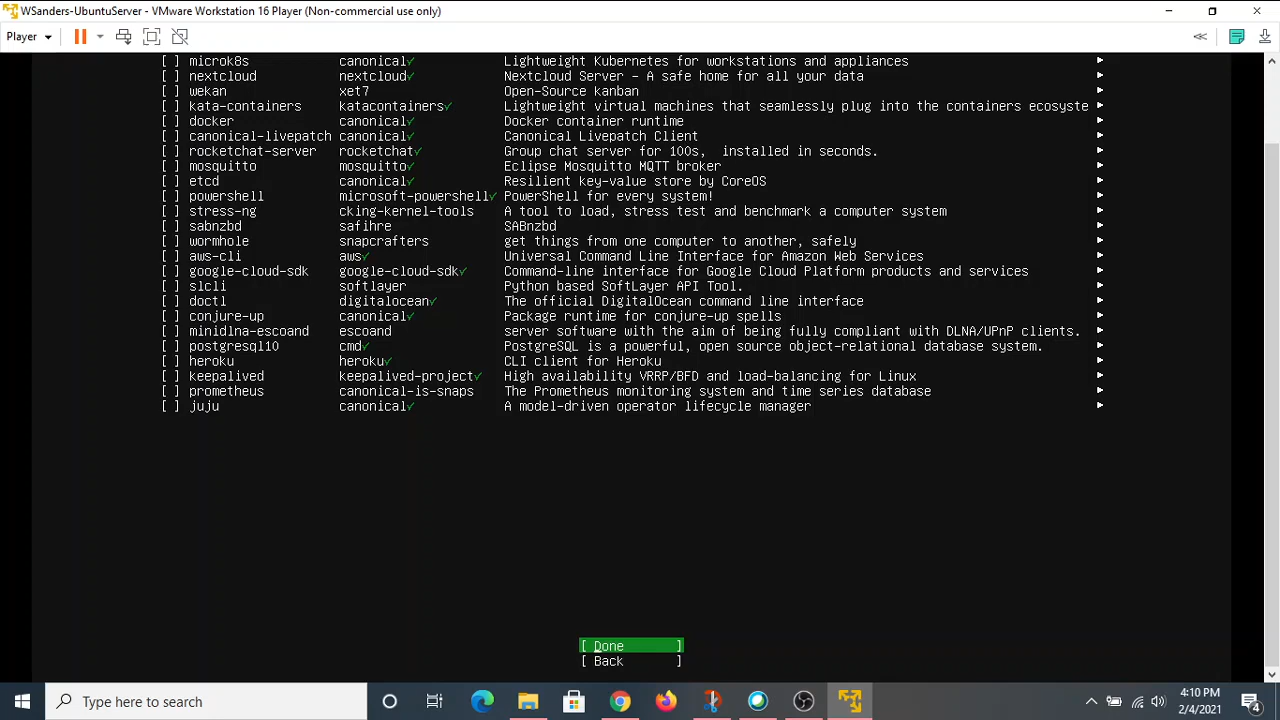 WSanders-UbuntuServer - VMware Workstation 16 Player (Non-commercial use only)
Player
[ ] microk8s canonical✓ Lightweight Kubernetes for workstations and appliances ▸
[ ] nextcloud nextcloud✓ Nextcloud Server - A safe home for all your data ▸
[ ] wekan xet7 Open-Source kanban ▸
[ ] kata-containers katacontainers✓ Lightweight virtual machines that seamlessly plug into the containers ecosyste ▸
[ ] docker canonical✓ Docker container runtime ▸
[ ] canonical-livepatch canonical✓ Canonical Livepatch Client ▸
[ ] rocketchat-server rocketchat✓ Group chat server for 100s, installed in seconds. ▸
[ ] mosquitto mosquitto✓ Eclipse Mosquitto MQTT broker ▸
[ ] etcd canonical✓ Resilient key-value store by CoreOS ▸
[ ] powershell microsoft-powershell✓ PowerShell for every system! ▸
[ ] stress-ng cking-kernel-tools A tool to load, stress test and benchmark a computer system ▸
[ ] sabnzbd safihre SABnzbd ▸
[ ] wormhole snapcrafters get things from one computer to another, safely ▸
[ ] aws-cli aws✓ Universal Command Line Interface for Amazon Web Services ▸
[ ] google-cloud-sdk google-cloud-sdk✓ Command-line interface for Google Cloud Platform products and services ▸
[ ] slcli softlayer Python based SoftLayer API Tool. ▸
[ ] doctl digitalocean✓ The official DigitalOcean command line interface ▸
[ ] conjure-up canonical✓ Package runtime for conjure-up spells ▸
[ ] minidlna-escoand escoand server software with the aim of being fully compliant with DLNA/UPnP clients. ▸
[ ] postgresql10 cmd✓ PostgreSQL is a powerful, open source object-relational database system. ▸
[ ] heroku heroku✓ CLI client for Heroku ▸
[ ] keepalived keepalived-project✓ High availability VRRP/BFD and load-balancing for Linux ▸
[ ] prometheus canonical-is-snaps The Prometheus monitoring system and time series database ▸
[ ] juju canonical✓ A model-driven operator lifecycle manager ▸
[ Done ]
[ Back ]
Type here to search
4:10 PM
2/4/2021
4